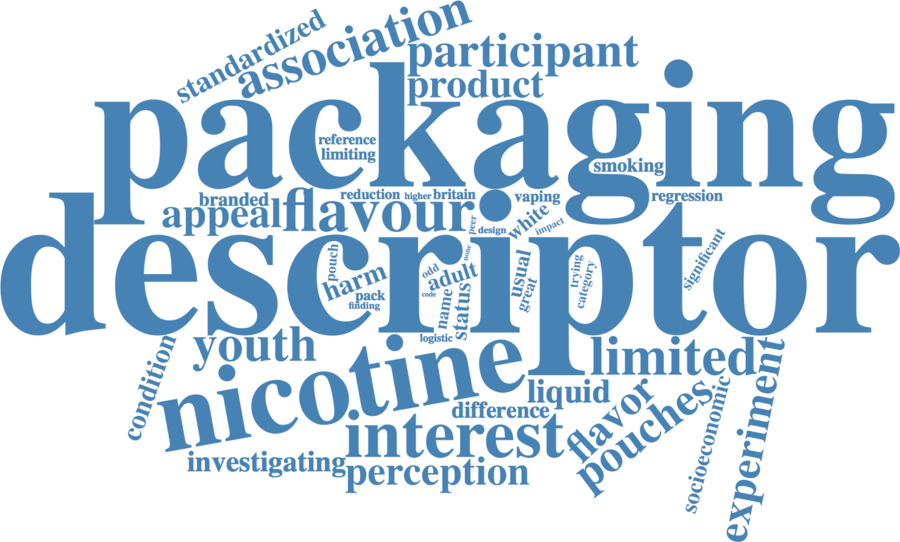 standardized
association
participant
product
packaging
reference
limiting
smoking
branded
reduction
higher
britain
vaping
regression
appeal
flavour
peer
design
white
impact
descriptor
none
pouch
harm
pack
finding
odd
adult
code
name
status
usual
great
trying
category
significant
logistic
condition
youth
nicotine
limited
experiment
liquid
difference
flavor
pouches
socioeconomic
interest
investigating
perception